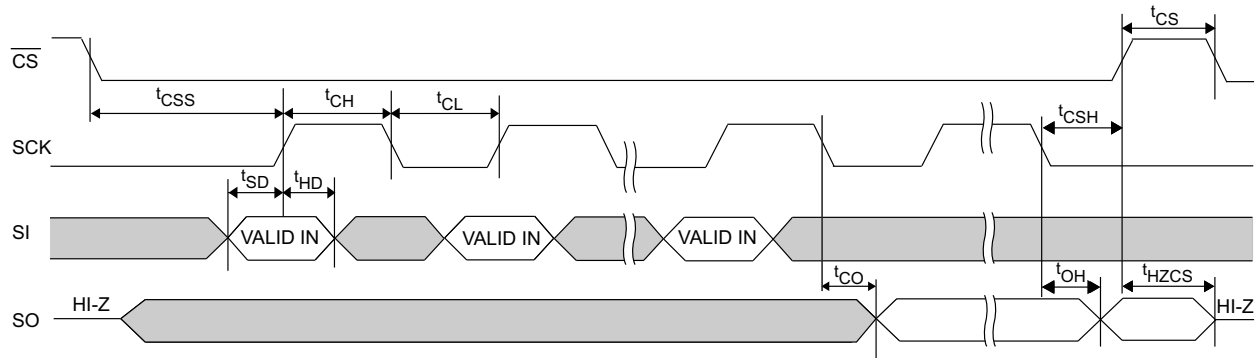 tCS
CS
tCSS tCH tCL
tCSH
SCK
tSD tHD
SI VALID IN VALID IN VALID IN
tCO tOH tHZCS
HI-Z HI-Z
SO